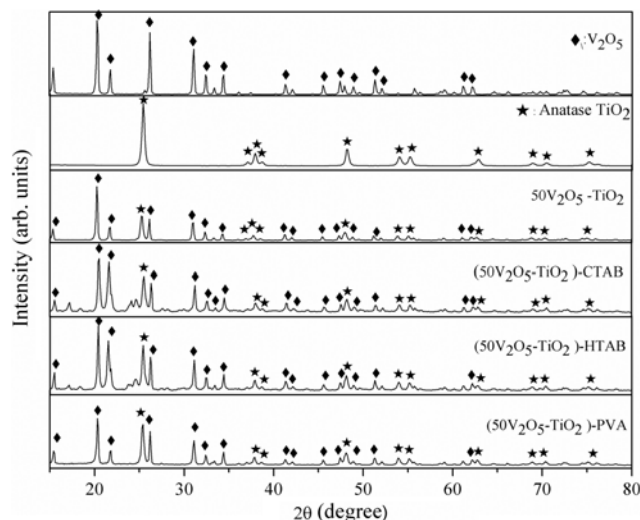 ♦ : V₂O₅
★ : Anatase TiO₂
50V₂O₅ -TiO₂
(50V₂O₅-TiO₂ )-CTAB
(50V₂O₅-TiO₂ )-HTAB
(50V₂O₅-TiO₂ )-PVA
Intensity (arb. units)
20 30 40 50 60 70 80
2θ (degree)